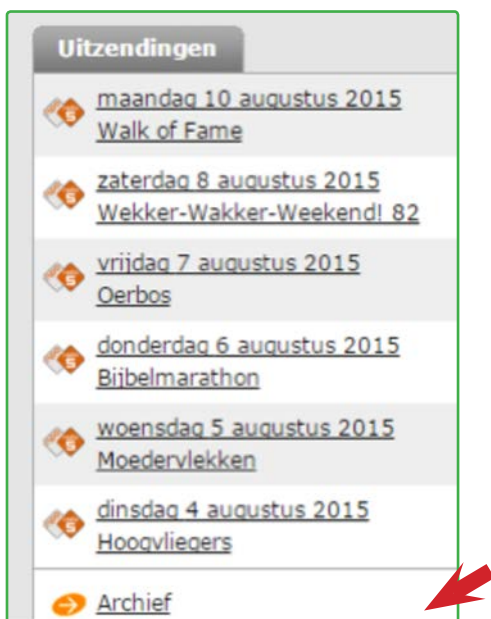 Uitzendingen
maandag 10 augustus 2015
Walk of Fame
zaterdag 8 augustus 2015
Wekker-Wakker-Weekend! 82
vrijdag 7 augustus 2015
Oerbos
donderdag 6 augustus 2015
Bijbelmarathon
woensdag 5 augustus 2015
Moedervlekken
dinsdag 4 augustus 2015
Hoogvliegers
Archief